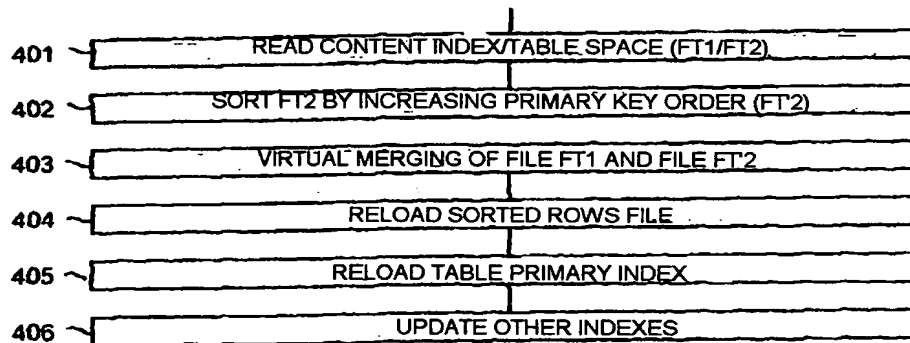 401 READ CONTENT INDEX/TABLE SPACE (FT1/FT2)
402 SORT FT2 BY INCREASING PRIMARY KEY ORDER (FT'2)
403 VIRTUAL MERGING OF FILE FT1 AND FILE FT'2
404 RELOAD SORTED ROWS FILE
405 RELOAD TABLE PRIMARY INDEX
406 UPDATE OTHER INDEXES